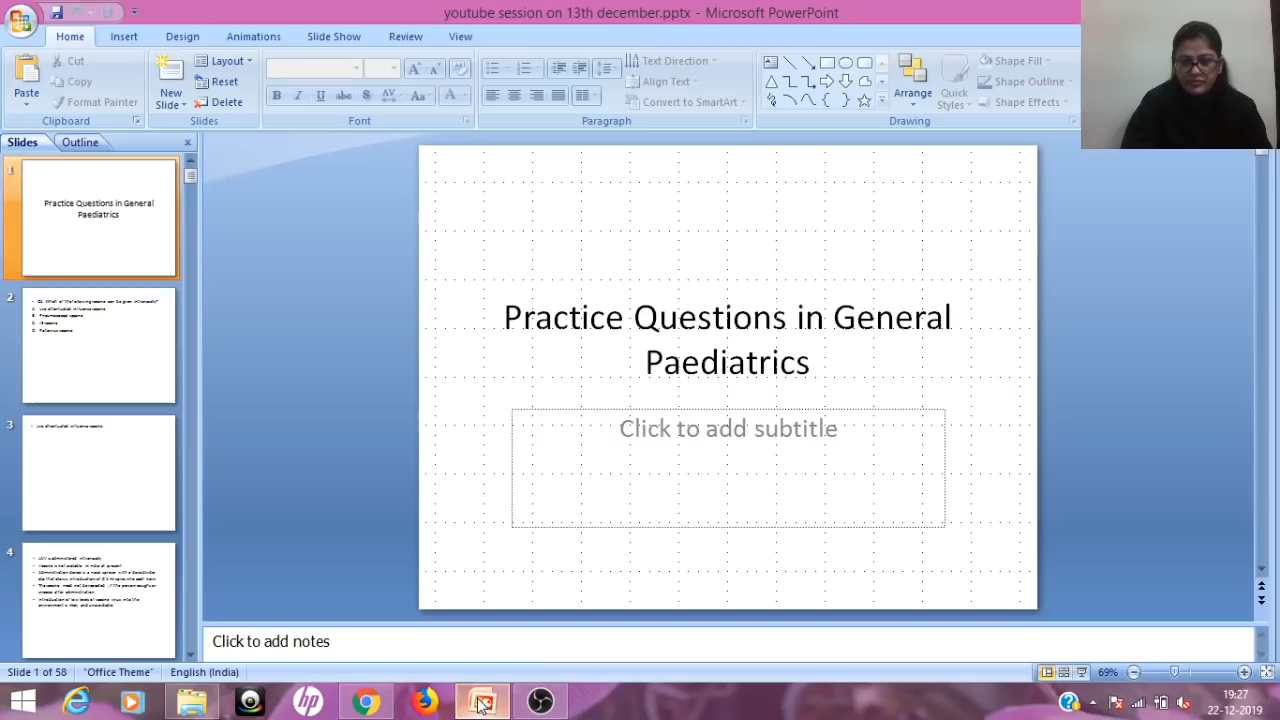 youtube session on 13th december.pptx - Microsoft PowerPoint
Home Insert Design Animations Slide Show Review View
Paste
Cut
Copy
Format Painter
Clipboard
New Slide
Layout
Reset
Delete
Slides
Font
Text Direction
Align Text
Convert to SmartArt
Paragraph
Arrange
Quick Styles
Shape Fill
Shape Outline
Shape Effects
Drawing
Slides Outline
1
Practice Questions in General
Paediatrics
2
3
4
Practice Questions in General
Paediatrics
Click to add subtitle
Click to add notes
Slide 1 of 58 "Office Theme" English (India) 69%
19:27
22-12-2019